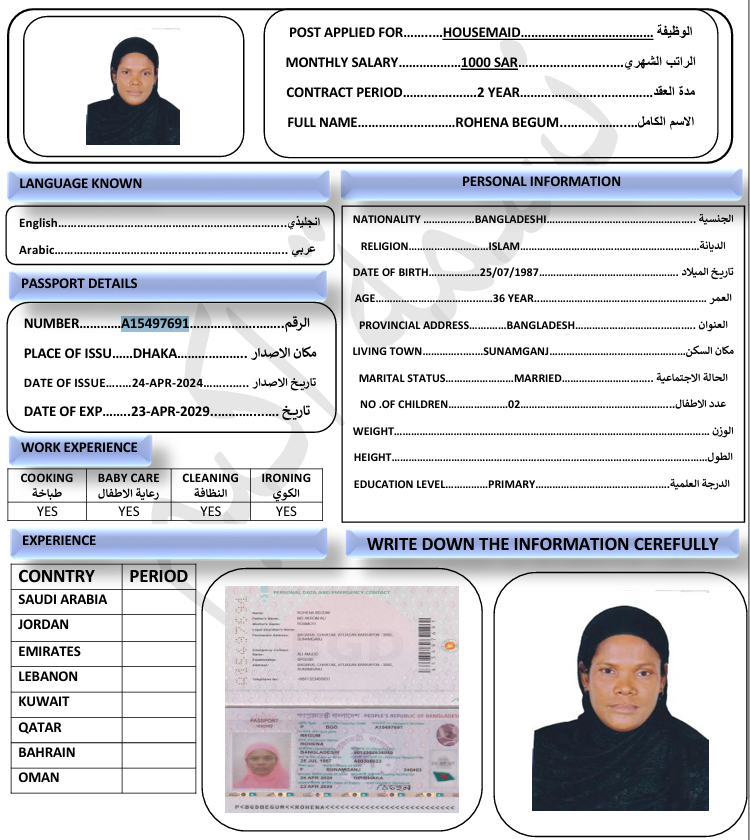 POST APPLIED FOR..........HOUSEMAID........................................... الوظيفة
MONTHLY SALARY....................1000 SAR..................................الراتب الشهري
CONTRACT PERIOD.......................2 YEAR...............................مدة العقد
FULL NAME..............................ROHENA BEGUM.........................الاسم الكامل
LANGUAGE KNOWN
English..................................................................انجليذي
Arabic.................................................................. عربي
PASSPORT DETAILS
NUMBER............A15497691............................الرقم
PLACE OF ISSU......DHAKA.................... مكان الاصدار
DATE OF ISSUE......24-APR-2024............. تاريخ الاصدار
DATE OF EXP........23-APR-2029................... تاريخ
WORK EXPERIENCE
COOKING طباخة BABY CARE رعاية الاطفال CLEANING النظافة IRONING الكوي
YES YES YES YES
PERSONAL INFORMATION
NATIONALITY ...............BANGLADESHI........................................ الجنسية
RELIGION.............................ISLAM.........................................الديانة
DATE OF BIRTH...............25/07/1987.................................. تاريخ الميلاد
AGE...................................36 YEAR...................................... العمر
PROVINCIAL ADDRESS............BANGLADESH............................ العنوان
LIVING TOWN.......................SUNAMGANJ..............................مكان السكن
MARITAL STATUS.....................MARRIED....................... الحالة الاجتماعية
NO .OF CHILDREN..................02........................................عدد الاطفال
WEIGHT..................................................................................الوزن
HEIGHT...................................................................................الطول
EDUCATION LEVEL............PRIMARY...............................الدرجة العلمية
EXPERIENCE
CONNTRY PERIOD
SAUDI ARABIA
JORDAN
EMIRATES
LEBANON
KUWAIT
QATAR
BAHRAIN
OMAN
WRITE DOWN THE INFORMATION CEREFULLY
PERSONAL DATA AND EMERGENCY CONTACT
ROHENA BEGUM
PASSPORT
PEOPLE'S REPUBLIC OF BANGLADESH
P BGD A15497691
BEGUM
ROHENA
BANGLADESHI
25 JUL 1987
F SUNAMGANJ
24 APR 2024 DIP/DHAKA
23 APR 2029
P<BGDBEGUM<<ROHENA<<<<<<<<<<<<<<<<<<<<<<<<<<